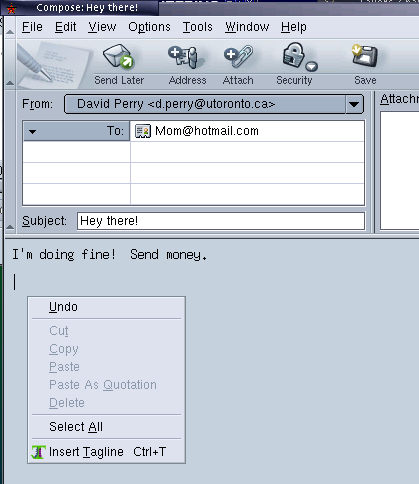 Compose: Hey there!
File Edit View Options Tools Window Help
Send Later Address Attach Security Save
From: David Perry <d.perry@utoronto.ca>
Attachm
To: Mom@hotmail.com
Subject: Hey there!
I'm doing fine!  Send money.
Undo
Cut
Copy
Paste
Paste As Quotation
Delete
Select All
Insert Tagline Ctrl+T